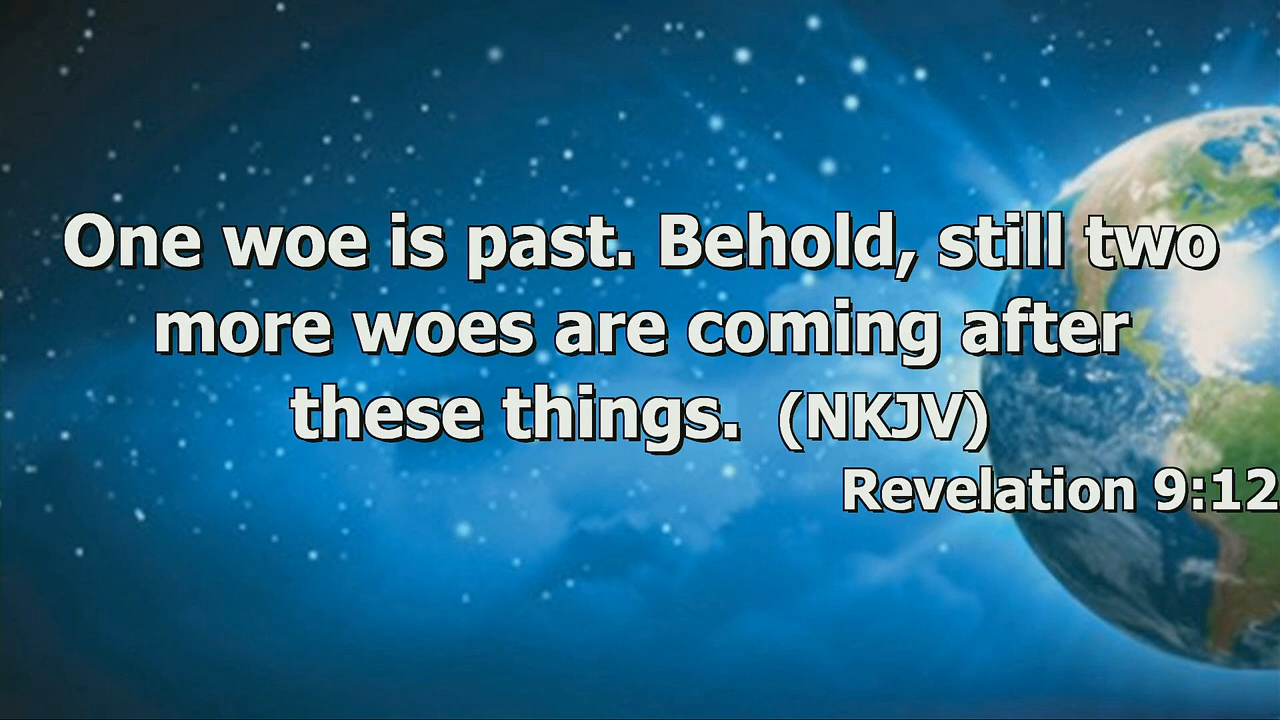 One woe is past. Behold, still two
more woes are coming after
these things. (NKJV)
Revelation 9:12